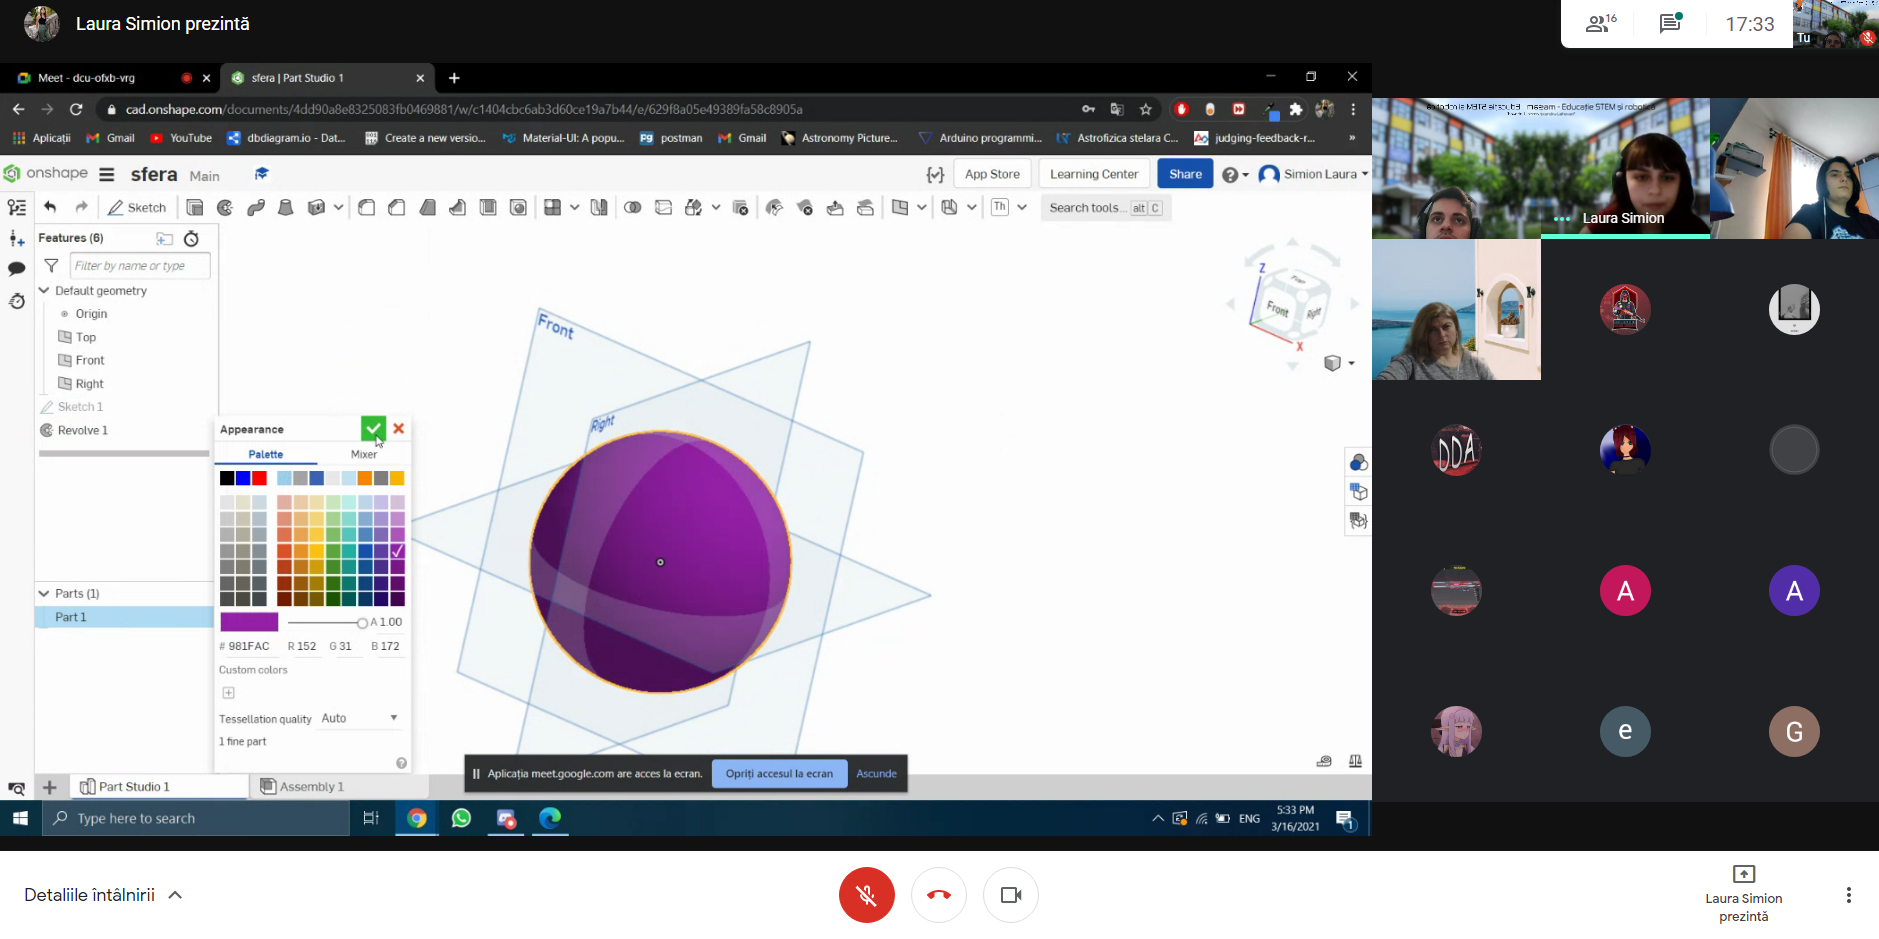 Laura Simion prezintă
16
17:33
Tu
Meet - dcu-ofxb-vrg
sfera | Part Studio 1
cad.onshape.com/documents/4dd90a8e8325083fb0469881/w/c1404cbc6ab3d60ce19a7b44/e/629f8a05e49389fa58c8905a
Aplicații
Gmail
YouTube
dbdiagram.io - Dat...
Create a new versio...
Material-UI: A popu...
postman
Gmail
Astronomy Picture...
Arduino programmi...
Astrofizica stelara C...
judging-feedback-r...
»
onshape
sfera Main
App Store
Learning Center
Share
Simion Laura
Sketch
Th
Search tools... alt C
Features (6)
Filter by name or type
Default geometry
Origin
Top
Front
Right
Sketch 1
Revolve 1
Parts (1)
Part 1
Appearance
Palette
Mixer
A 1.00
# 981FAC R 152 G 31 B 172
Custom colors
Tessellation quality Auto
1 fine part
Front
Right
Z
Front
Right
X
Part Studio 1
Assembly 1
Aplicația meet.google.com are acces la ecran.
Opriți accesul la ecran
Ascunde
Type here to search
ENG
5:33 PM
3/16/2021
1
Laura Simion
DDA
A
A
e
G
Detaliile întâlnirii
Laura Simion
prezintă